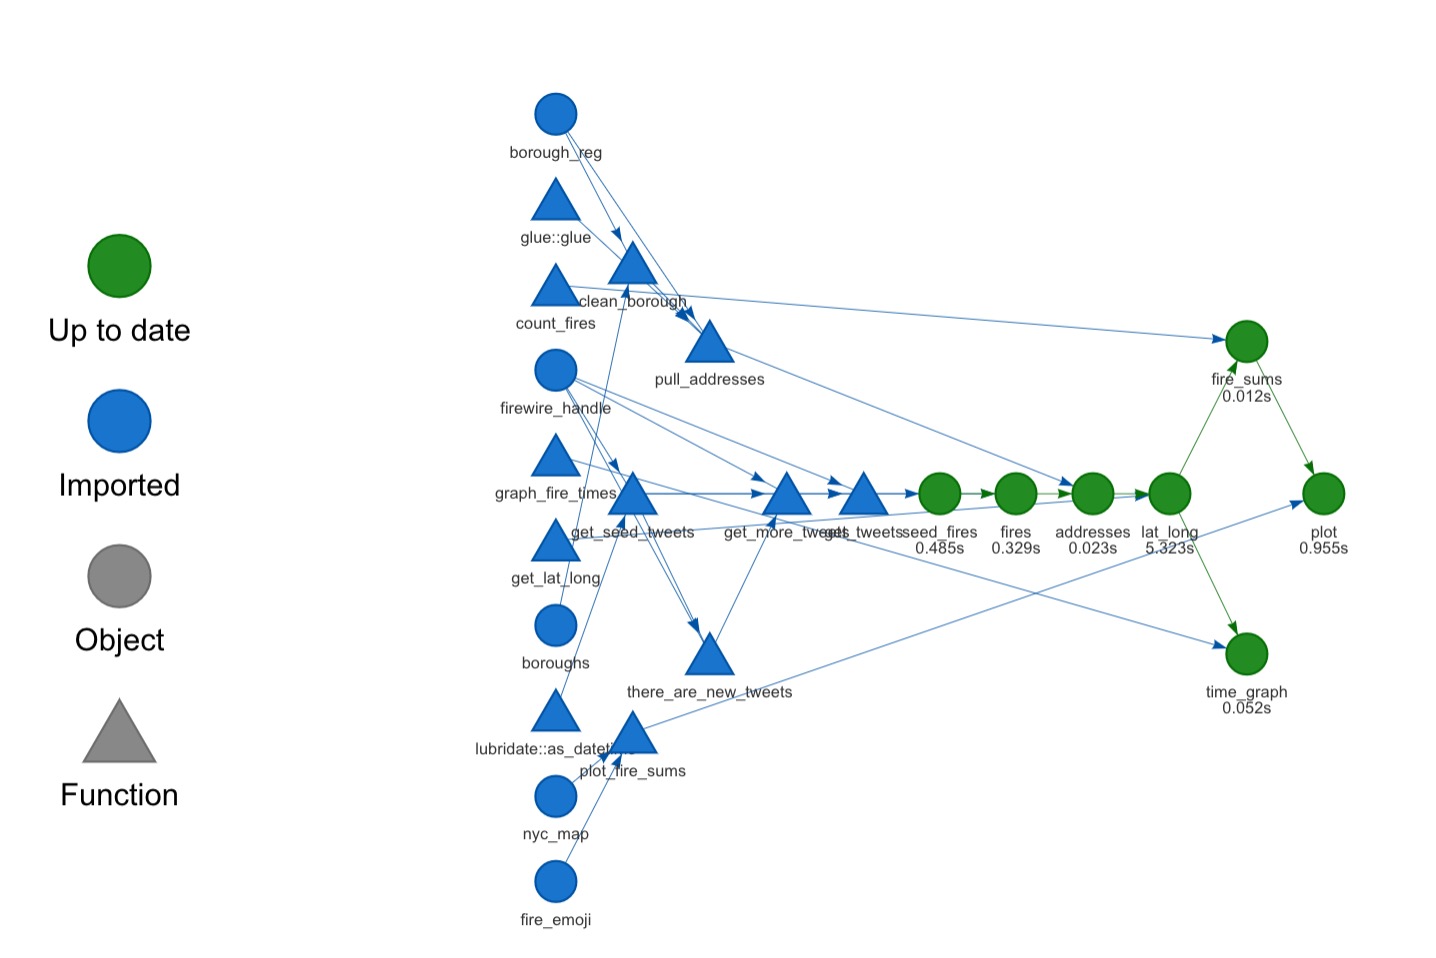 Up to date
Imported
Object
Function
borough_reg
glue::glue
count_fires
firewire_handle
graph_fire_times
get_lat_long
boroughs
lubridate::as_datetime
nyc_map
fire_emoji
clean_borough
get_seed_tweets
plot_fire_sums
pull_addresses
there_are_new_tweets
get_more_tweets
get_tweets
seed_fires
0.485s
fires
0.329s
addresses
0.023s
lat_long
5.323s
fire_sums
0.012s
time_graph
0.052s
plot
0.955s